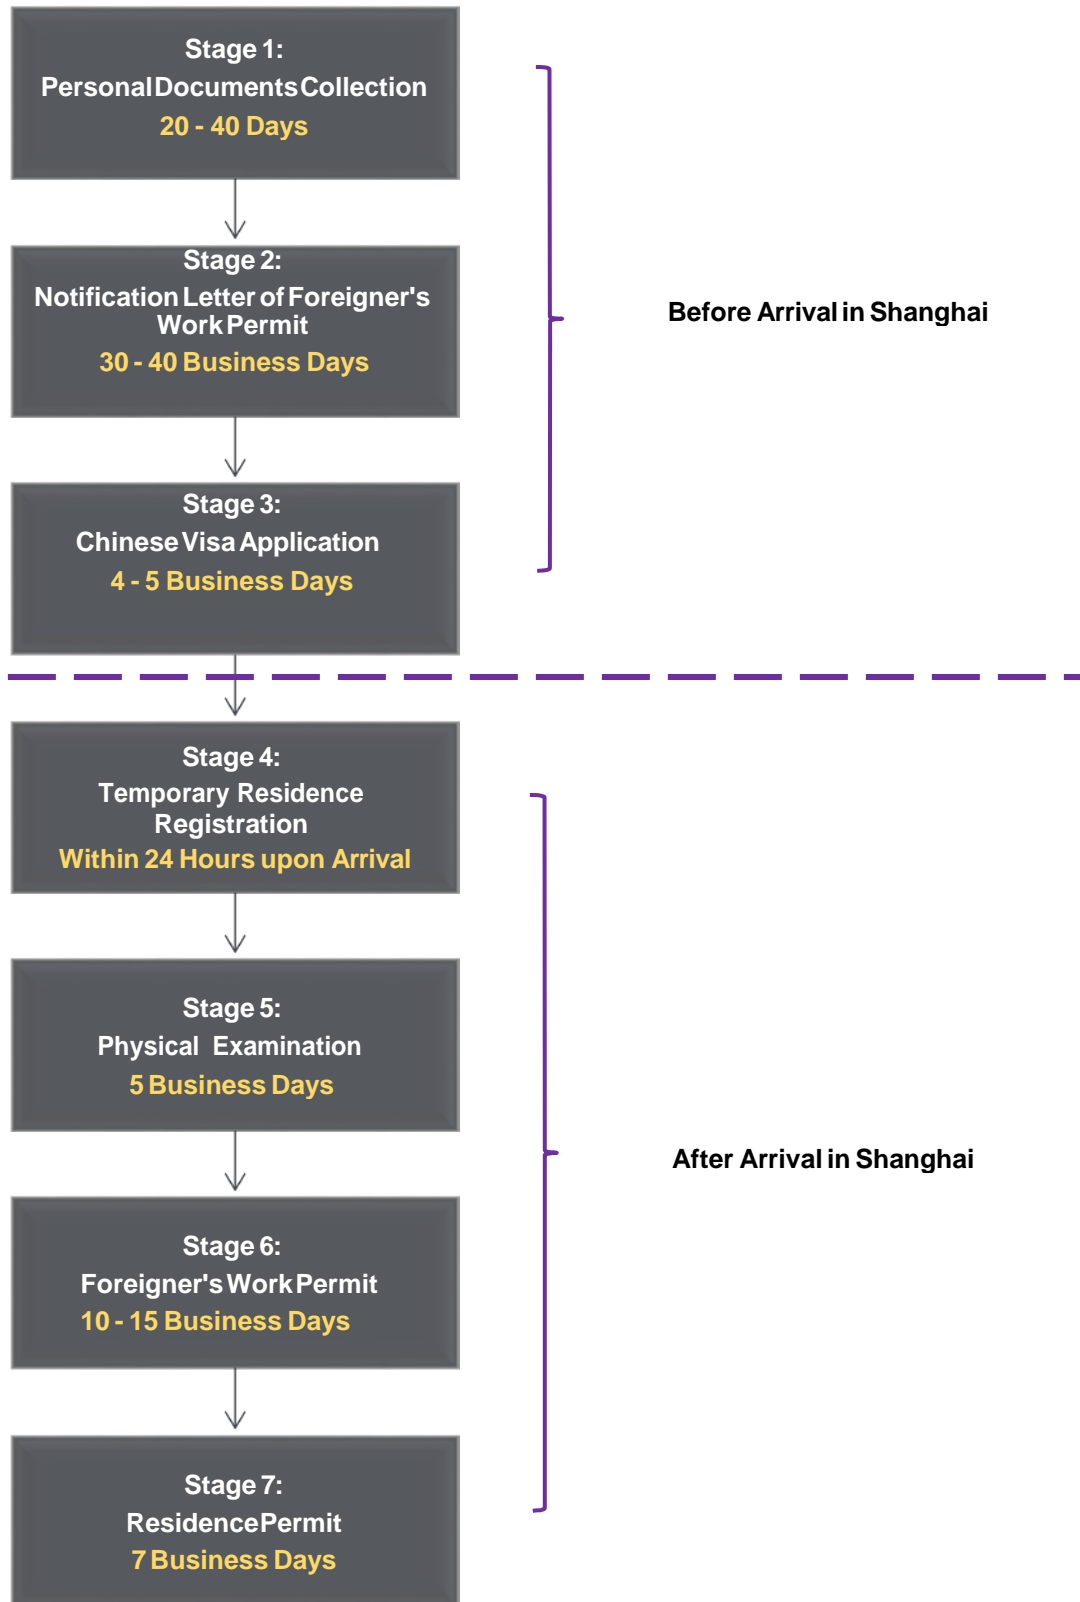 Stage 1:
Personal Documents Collection
20 - 40 Days
Stage 2:
Notification Letter of Foreigner's
Work Permit
30 - 40 Business Days
Before Arrival in Shanghai
Stage 3:
Chinese Visa Application
4 - 5 Business Days
Stage 4:
Temporary Residence
Registration
Within 24 Hours upon Arrival
Stage 5:
Physical Examination
5 Business Days
After Arrival in Shanghai
Stage 6:
Foreigner's Work Permit
10 - 15 Business Days
Stage 7:
Residence Permit
7 Business Days